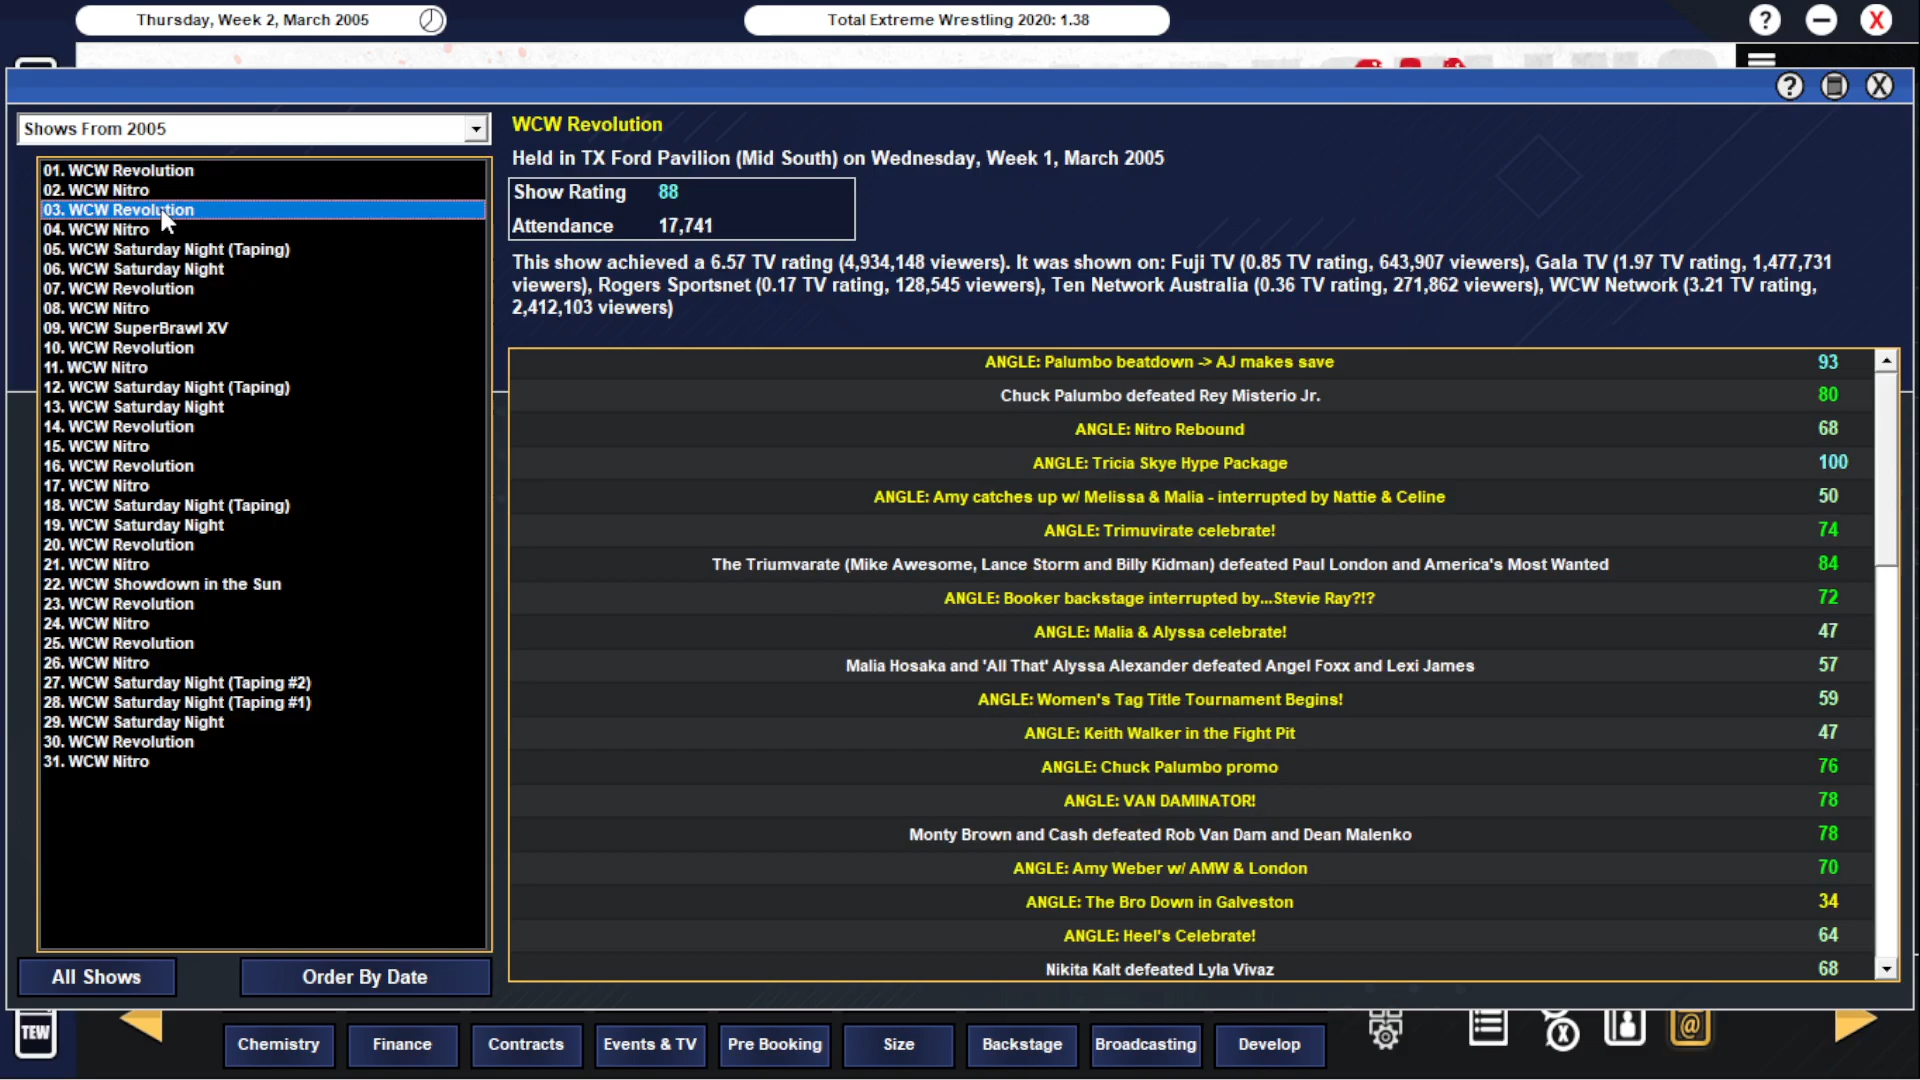 Thursday, Week 2, March 2005
Total Extreme Wrestling 2020: 1.38
?
X
? X
Shows From 2005
01. WCW Revolution
02. WCW Nitro
03. WCW Revolution
04. WCW Nitro
05. WCW Saturday Night (Taping)
06. WCW Saturday Night
07. WCW Revolution
08. WCW Nitro
09. WCW SuperBrawl XV
10. WCW Revolution
11. WCW Nitro
12. WCW Saturday Night (Taping)
13. WCW Saturday Night
14. WCW Revolution
15. WCW Nitro
16. WCW Revolution
17. WCW Nitro
18. WCW Saturday Night (Taping)
19. WCW Saturday Night
20. WCW Revolution
21. WCW Nitro
22. WCW Showdown in the Sun
23. WCW Revolution
24. WCW Nitro
25. WCW Revolution
26. WCW Nitro
27. WCW Saturday Night (Taping #2)
28. WCW Saturday Night (Taping #1)
29. WCW Saturday Night
30. WCW Revolution
31. WCW Nitro
All Shows
Order By Date
WCW Revolution
Held in TX Ford Pavilion (Mid South) on Wednesday, Week 1, March 2005
Show Rating 88
Attendance 17,741
This show achieved a 6.57 TV rating (4,934,148 viewers). It was shown on: Fuji TV (0.85 TV rating, 643,907 viewers), Gala TV (1.97 TV rating, 1,477,731
viewers), Rogers Sportsnet (0.17 TV rating, 128,545 viewers), Ten Network Australia (0.36 TV rating, 271,862 viewers), WCW Network (3.21 TV rating,
2,412,103 viewers)
ANGLE: Palumbo beatdown -> AJ makes save 93
Chuck Palumbo defeated Rey Misterio Jr. 80
ANGLE: Nitro Rebound 68
ANGLE: Tricia Skye Hype Package 100
ANGLE: Amy catches up w/ Melissa & Malia - interrupted by Nattie & Celine 50
ANGLE: Trimuvirate celebrate! 74
The Triumvarate (Mike Awesome, Lance Storm and Billy Kidman) defeated Paul London and America's Most Wanted 84
ANGLE: Booker backstage interrupted by...Stevie Ray?!? 72
ANGLE: Malia & Alyssa celebrate! 47
Malia Hosaka and 'All That' Alyssa Alexander defeated Angel Foxx and Lexi James 57
ANGLE: Women's Tag Title Tournament Begins! 59
ANGLE: Keith Walker in the Fight Pit 47
ANGLE: Chuck Palumbo promo 76
ANGLE: VAN DAMINATOR! 78
Monty Brown and Cash defeated Rob Van Dam and Dean Malenko 78
ANGLE: Amy Weber w/ AMW & London 70
ANGLE: The Bro Down in Galveston 34
ANGLE: Heel's Celebrate! 64
Nikita Kalt defeated Lyla Vivaz 68
TEW
Chemistry
Finance
Contracts
Events & TV
Pre Booking
Size
Backstage
Broadcasting
Develop
X
@